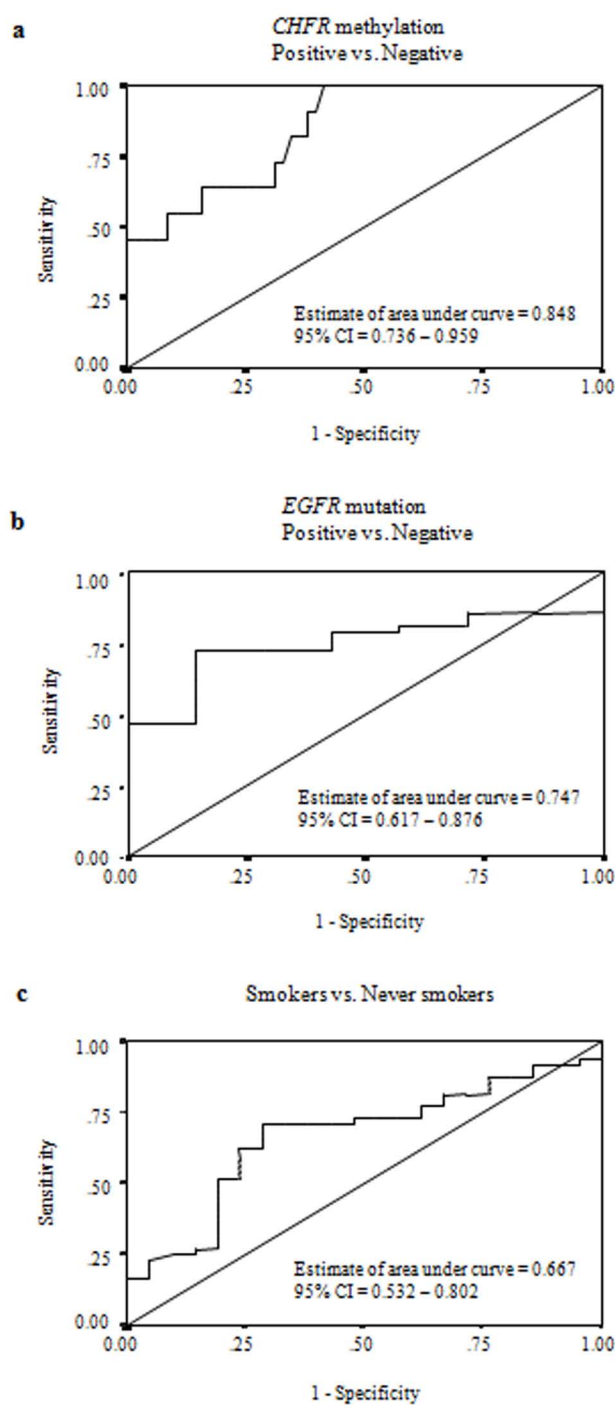 a
CHFR methylation
Positive vs. Negative
1.00
.75
.50
.25
0.00
Sensitivity
Estimate of area under curve = 0.848
95% CI = 0.736 – 0.959
0.00 .25 .50 .75 1.00
1 - Specificity
b
EGFR mutation
Positive vs. Negative
1.00
.75
.50
.25
0.00
Sensitivity
Estimate of area under curve = 0.747
95% CI = 0.617 – 0.876
0.00 .25 .50 .75 1.00
1 - Specificity
c
Smokers vs. Never smokers
1.00
.75
.50
.25
0.00
Sensitivity
Estimate of area under curve = 0.667
95% CI = 0.532 – 0.802
0.00 .25 .50 .75 1.00
1 - Specificity